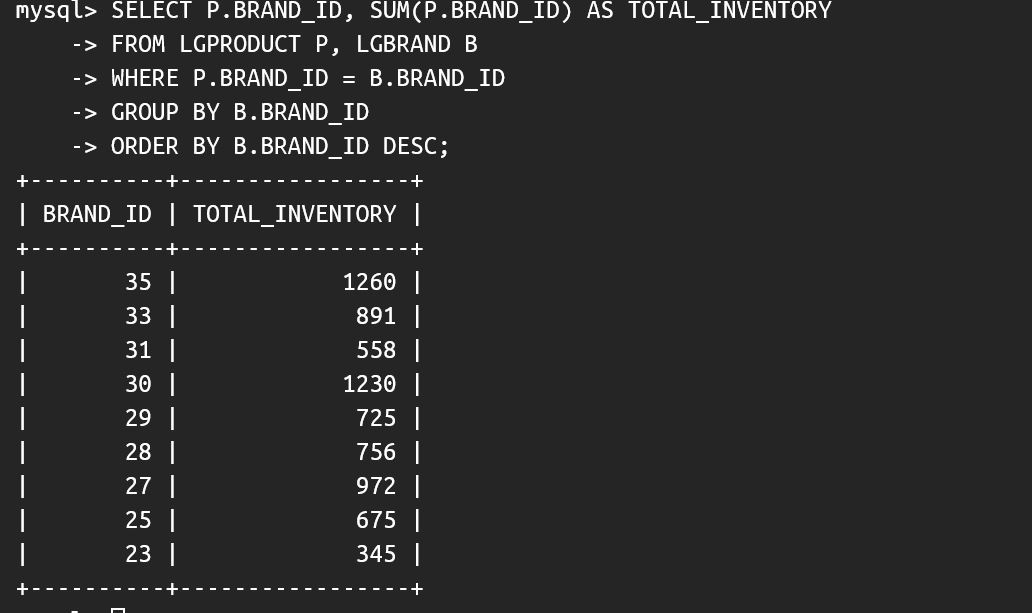 mysql> SELECT P.BRAND_ID, SUM(P.BRAND_ID) AS TOTAL_INVENTORY
    -> FROM LGPRODUCT P, LGBRAND B
    -> WHERE P.BRAND_ID = B.BRAND_ID
    -> GROUP BY B.BRAND_ID
    -> ORDER BY B.BRAND_ID DESC;
+----------+-----------------+
| BRAND_ID | TOTAL_INVENTORY |
+----------+-----------------+
|       35 |            1260 |
|       33 |             891 |
|       31 |             558 |
|       30 |            1230 |
|       29 |             725 |
|       28 |             756 |
|       27 |             972 |
|       25 |             675 |
|       23 |             345 |
+----------+-----------------+